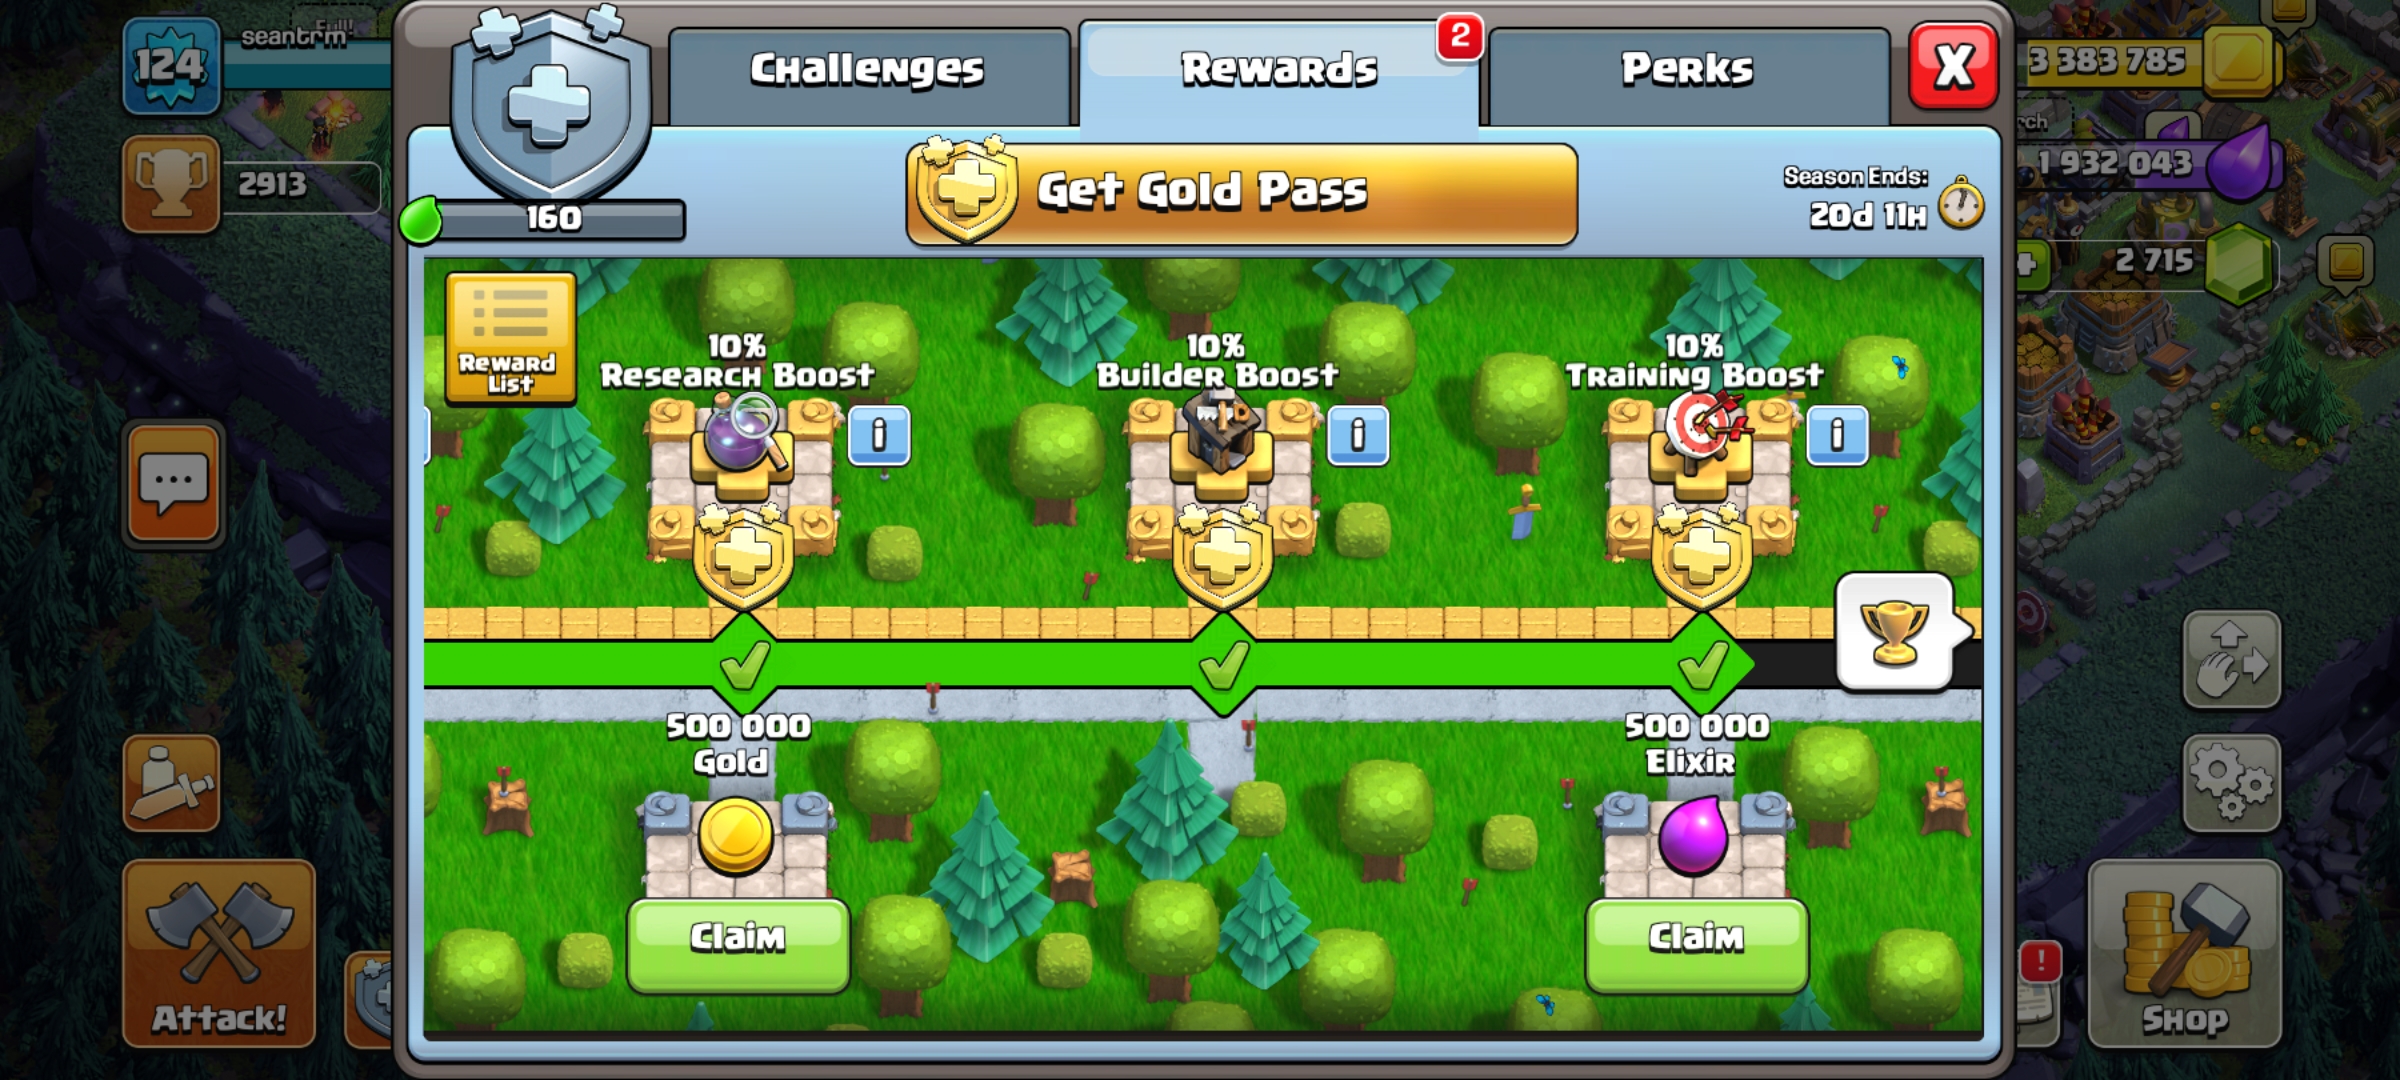 124
seantrm
Full!
2913
Challenges
Rewards
2
Perks
X
3 383 785
1 932 043
2 715
160
Get Gold Pass
Season Ends:
20d 11h
Reward
List
10%
Research Boost
i
10%
Builder Boost
i
10%
Training Boost
i
500 000
Gold
500 000
Elixir
Claim
Claim
Attack!
!
Shop